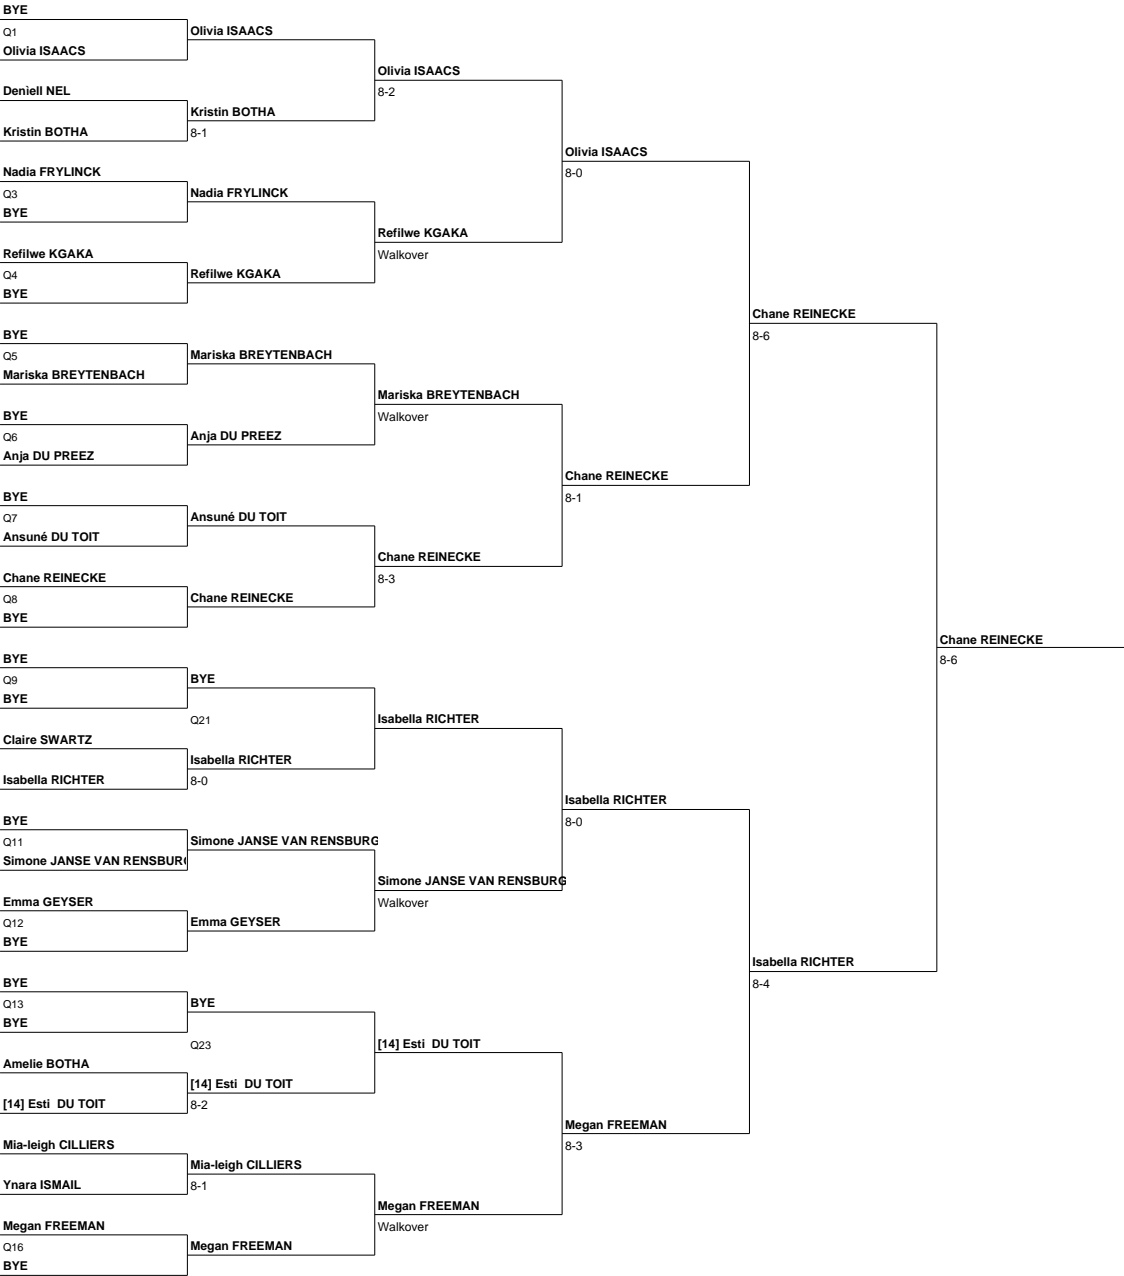 BYE
Q1
Olivia ISAACS
Deniell NEL
Kristin BOTHA
Nadia FRYLINCK
Q3
BYE
Refilwe KGAKA
Q4
BYE
BYE
Q5
Mariska BREYTENBACH
BYE
Q6
Anja DU PREEZ
BYE
Q7
Ansuné DU TOIT
Chane REINECKE
Q8
BYE
BYE
Q9
BYE
Claire SWARTZ
Isabella RICHTER
BYE
Q11
Simone JANSE VAN RENSBUR
Emma GEYSER
Q12
BYE
BYE
Q13
BYE
Amelie BOTHA
[14] Esti  DU TOIT
Mia-leigh CILLIERS
Ynara ISMAIL
Megan FREEMAN
Q16
BYE
Olivia ISAACS
Kristin BOTHA
8-1
Nadia FRYLINCK
Refilwe KGAKA
Mariska BREYTENBACH
Anja DU PREEZ
Ansuné DU TOIT
Chane REINECKE
BYE
Q21
Isabella RICHTER
8-0
Simone JANSE VAN RENSBURG
Emma GEYSER
BYE
Q23
[14] Esti  DU TOIT
8-2
Mia-leigh CILLIERS
8-1
Megan FREEMAN
Olivia ISAACS
8-2
Refilwe KGAKA
Walkover
Mariska BREYTENBACH
Walkover
Chane REINECKE
8-3
Isabella RICHTER
Simone JANSE VAN RENSBURG
Walkover
[14] Esti  DU TOIT
Megan FREEMAN
Walkover
Olivia ISAACS
8-0
Chane REINECKE
8-1
Isabella RICHTER
8-0
Megan FREEMAN
8-3
Chane REINECKE
8-6
Isabella RICHTER
8-4
Chane REINECKE
8-6